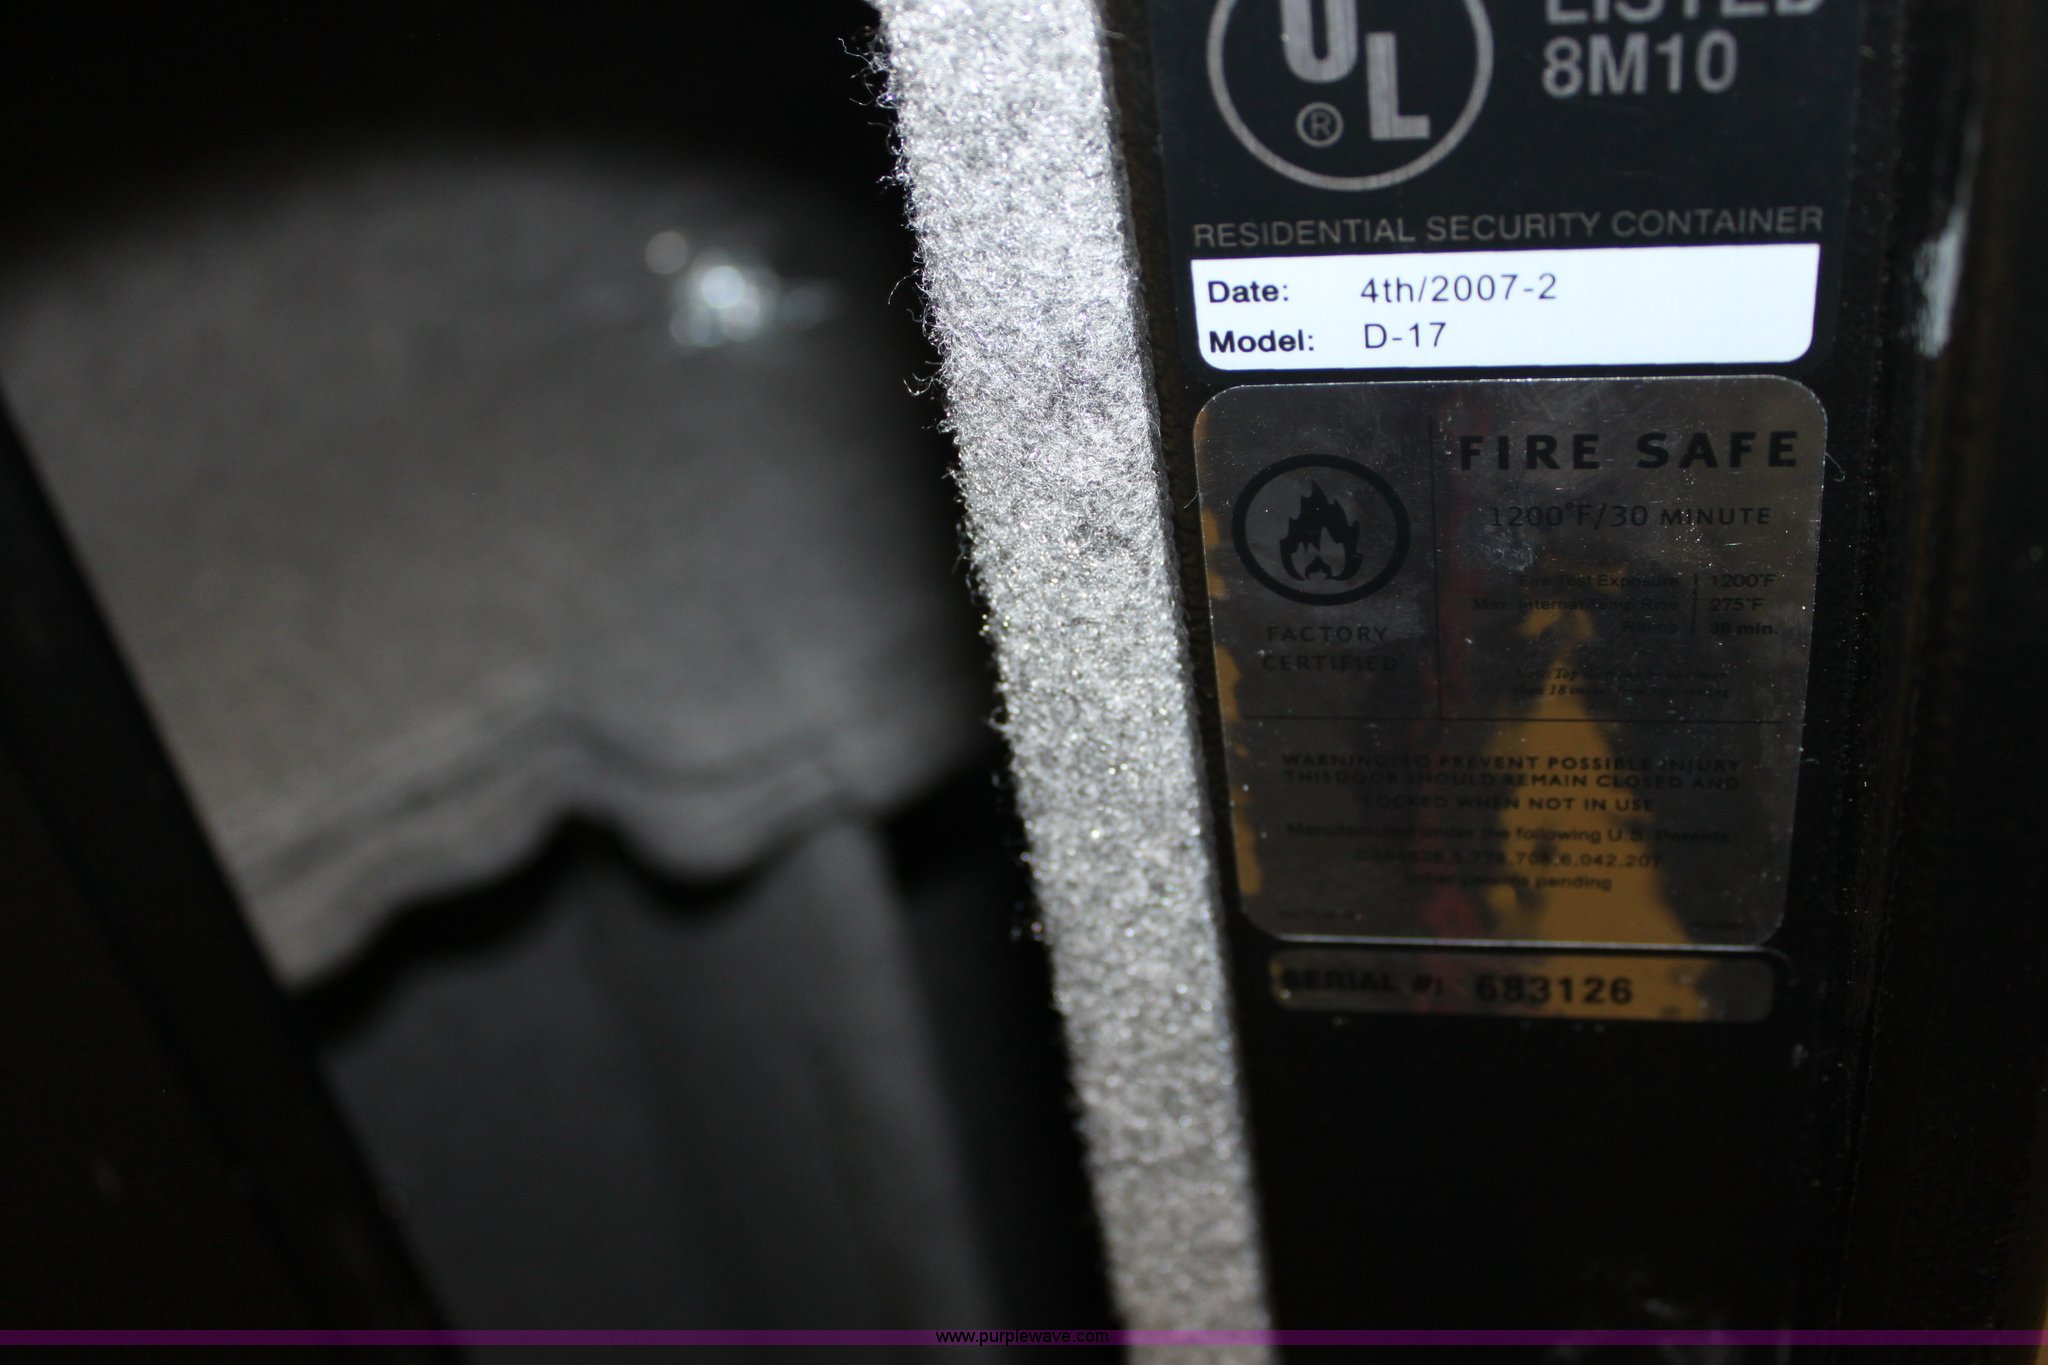 UL
®
LISTED
8M10
RESIDENTIAL SECURITY CONTAINER
Date: 4th/2007-2
Model: D-17
FIRE SAFE
1200°F/30 MINUTE
Fire Test Exposure 1200°F
Max. Internal Temp. Rise 275°F
Rating 30 min.
FACTORY
CERTIFIED
WARNING: TO PREVENT POSSIBLE INJURY
THIS DOOR SHOULD REMAIN CLOSED AND
LOCKED WHEN NOT IN USE
Manufactured under the following U.S. Patents
6,042,207
Other patents pending
SERIAL #: 683126
www.purplewave.com